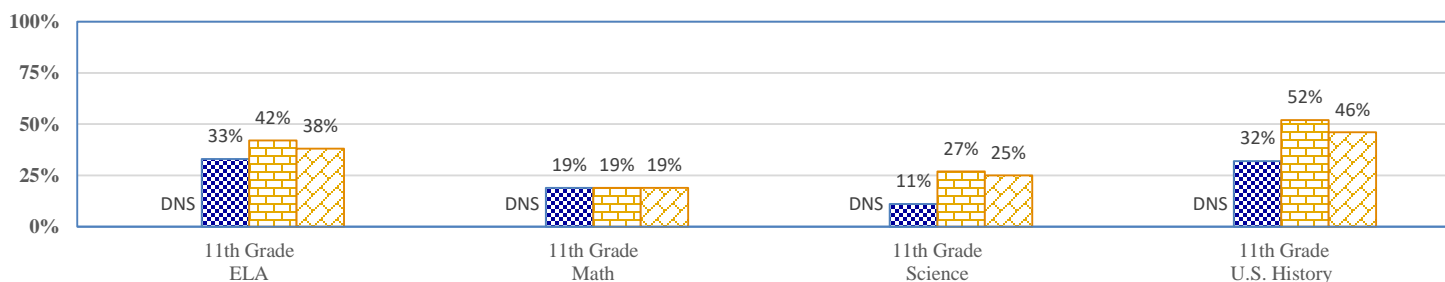 100%
75%
50%
25%
0%
DNS 33% 42% 38%
DNS 19% 19% 19%
DNS 11% 27% 25%
DNS 32% 52% 46%
11th Grade
ELA
11th Grade
Math
11th Grade
Science
11th Grade
U.S. History